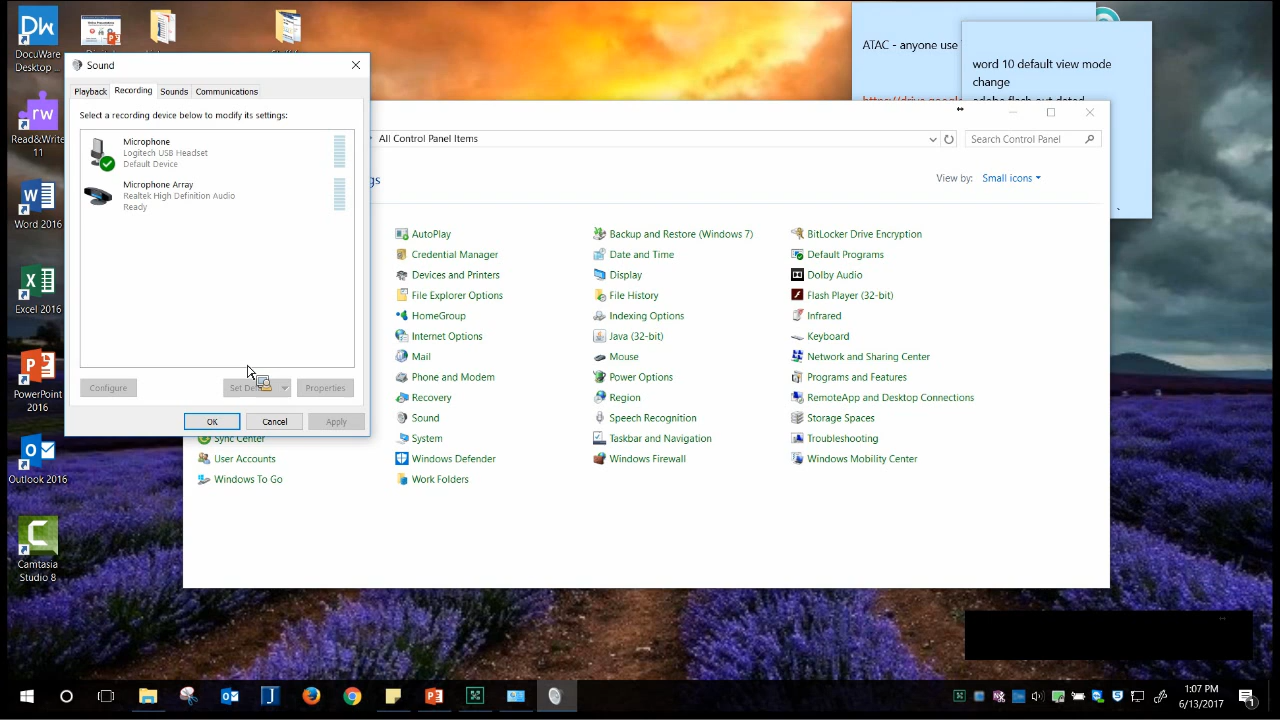 DocuWare
Desktop ...
Read&Write
11
Word 2016
Excel 2016
PowerPoint
2016
Outlook 2016
Camtasia
Studio 8
Sound
Playback
Recording
Sounds
Communications
Select a recording device below to modify its settings:
Microphone
Logitech USB Headset
Default Device
Microphone Array
Realtek High Definition Audio
Ready
Configure
Properties
OK
Cancel
Apply
ATAC - anyone use
word 10 default view mode
change
All Control Panel Items
Search Control Panel
View by:
Small icons
AutoPlay
Backup and Restore (Windows 7)
BitLocker Drive Encryption
Credential Manager
Date and Time
Default Programs
Devices and Printers
Display
Dolby Audio
File Explorer Options
File History
Flash Player (32-bit)
HomeGroup
Indexing Options
Infrared
Internet Options
Java (32-bit)
Keyboard
Mail
Mouse
Network and Sharing Center
Phone and Modem
Power Options
Programs and Features
Recovery
Region
RemoteApp and Desktop Connections
Sound
Speech Recognition
Storage Spaces
Sync Center
System
Taskbar and Navigation
Troubleshooting
User Accounts
Windows Defender
Windows Firewall
Windows Mobility Center
Windows To Go
Work Folders
1:07 PM
6/13/2017